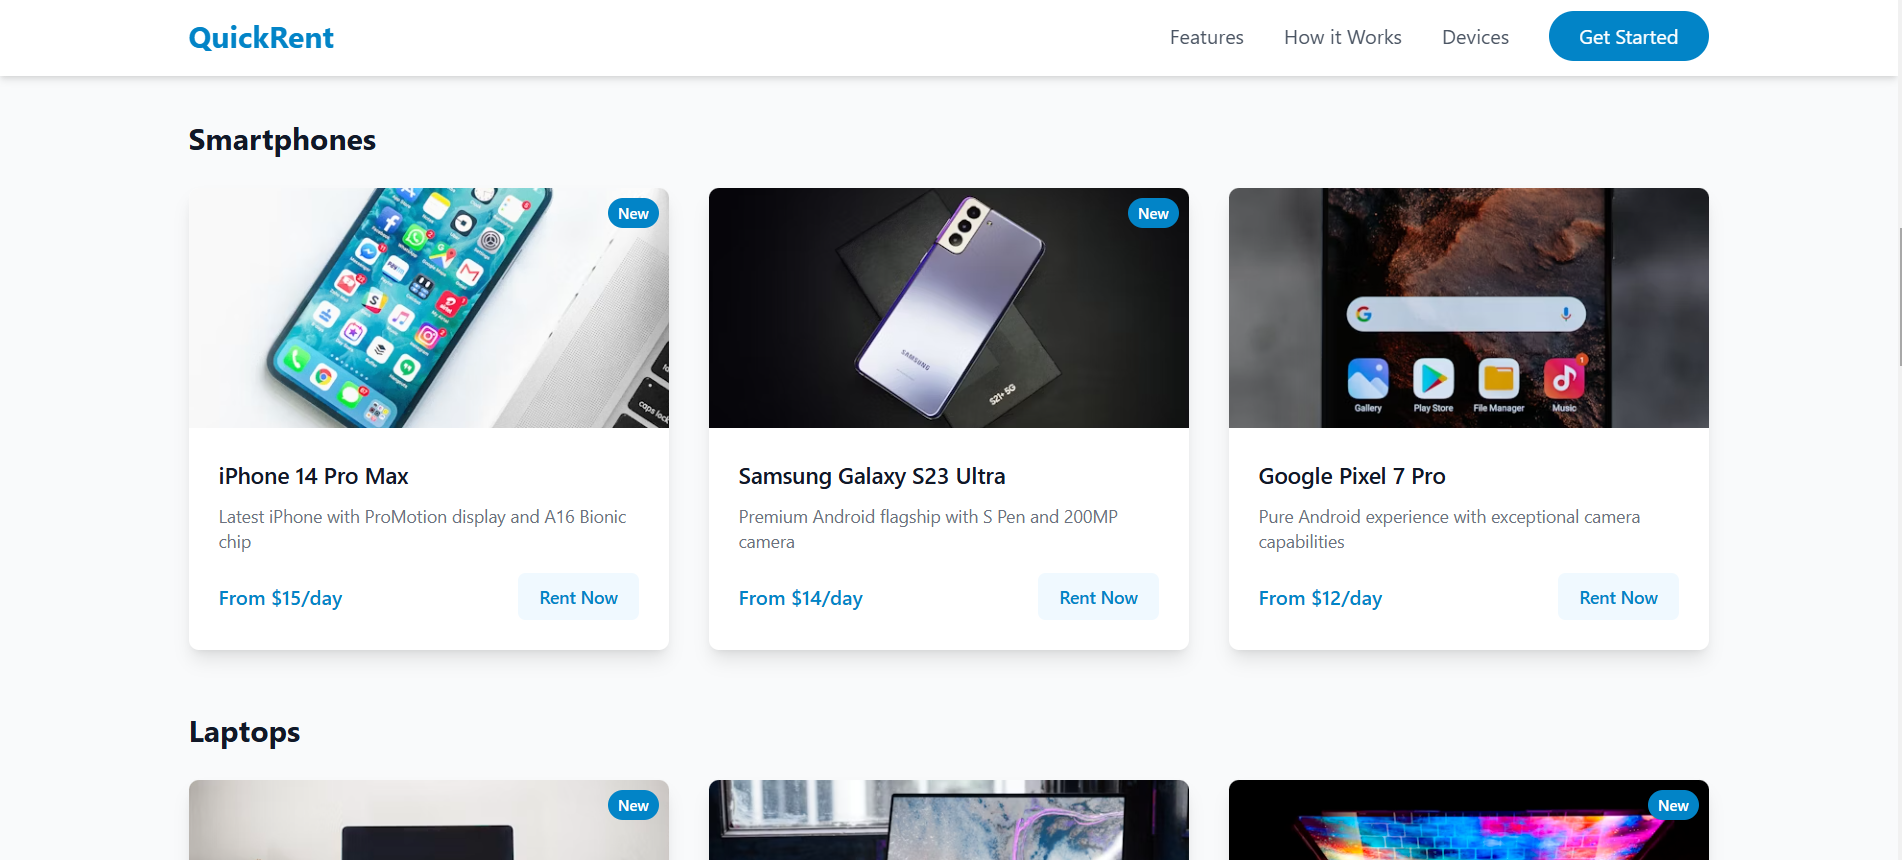 QuickRent
Features
How it Works
Devices
Get Started
Smartphones
New
New
SAMSUNG
S21+ 5G
caps lock
Gallery
Play Store
File Manager
Music
iPhone 14 Pro Max
Latest iPhone with ProMotion display and A16 Bionic
chip
From $15/day
Rent Now
Samsung Galaxy S23 Ultra
Premium Android flagship with S Pen and 200MP
camera
From $14/day
Rent Now
Google Pixel 7 Pro
Pure Android experience with exceptional camera
capabilities
From $12/day
Rent Now
Laptops
New
New